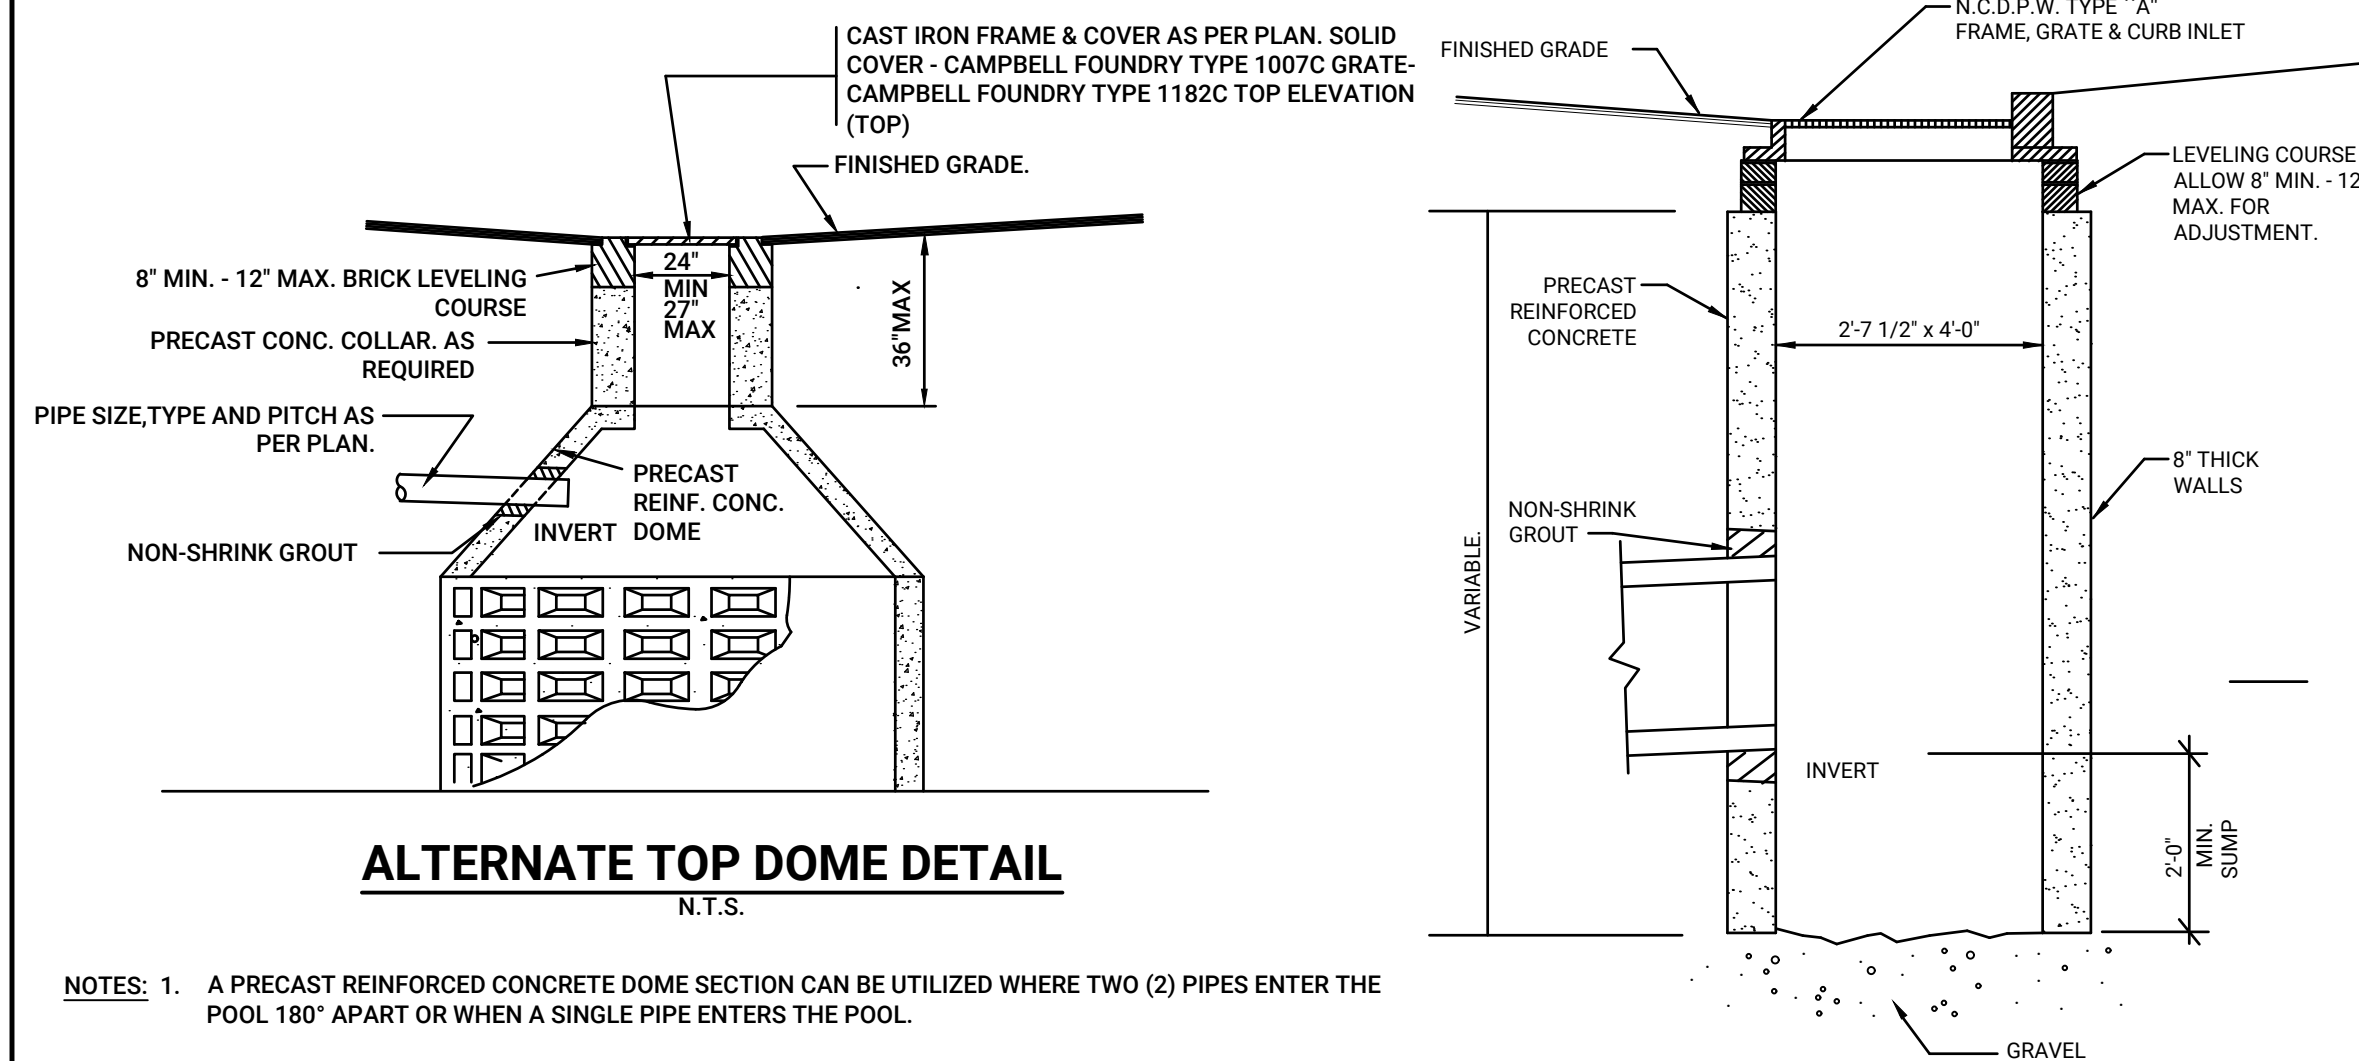 CAST IRON FRAME & COVER AS PER PLAN. SOLID
COVER - CAMPBELL FOUNDRY TYPE 1007C GRATE-
CAMPBELL FOUNDRY TYPE 1182C TOP ELEVATION
(TOP)
FINISHED GRADE.
8" MIN. - 12" MAX. BRICK LEVELING
COURSE
24"
MIN
27"
MAX
36"MAX
PRECAST CONC. COLLAR. AS
REQUIRED
PIPE SIZE,TYPE AND PITCH AS
PER PLAN.
PRECAST
REINF. CONC.
DOME
INVERT
NON-SHRINK GROUT
ALTERNATE TOP DOME DETAIL
N.T.S.
NOTES: 1. A PRECAST REINFORCED CONCRETE DOME SECTION CAN BE UTILIZED WHERE TWO (2) PIPES ENTER THE
POOL 180° APART OR WHEN A SINGLE PIPE ENTERS THE POOL.
N.C.D.P.W. TYPE "A"
FRAME, GRATE & CURB INLET
FINISHED GRADE
LEVELING COURSE
ALLOW 8" MIN. - 12
MAX. FOR
ADJUSTMENT.
PRECAST
REINFORCED
CONCRETE
2'-7 1/2" x 4'-0"
8" THICK
WALLS
NON-SHRINK
GROUT
VARIABLE.
INVERT
2'-0"
MIN.
SUMP
GRAVEL